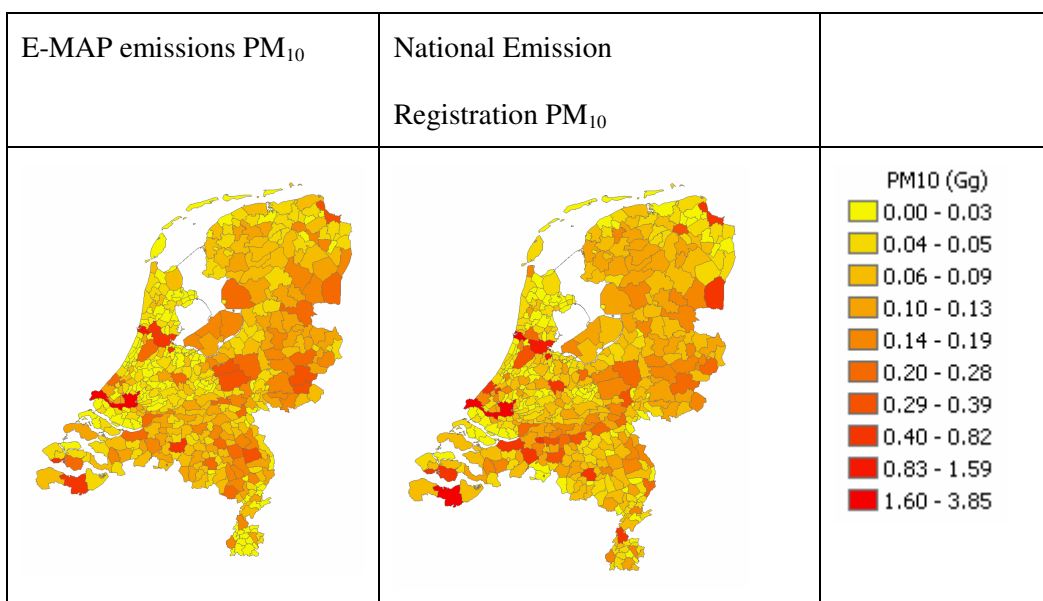 E-MAP emissions PM₁₀
National Emission
Registration PM₁₀
PM10 (Gg)
0.00 - 0.03
0.04 - 0.05
0.06 - 0.09
0.10 - 0.13
0.14 - 0.19
0.20 - 0.28
0.29 - 0.39
0.40 - 0.82
0.83 - 1.59
1.60 - 3.85